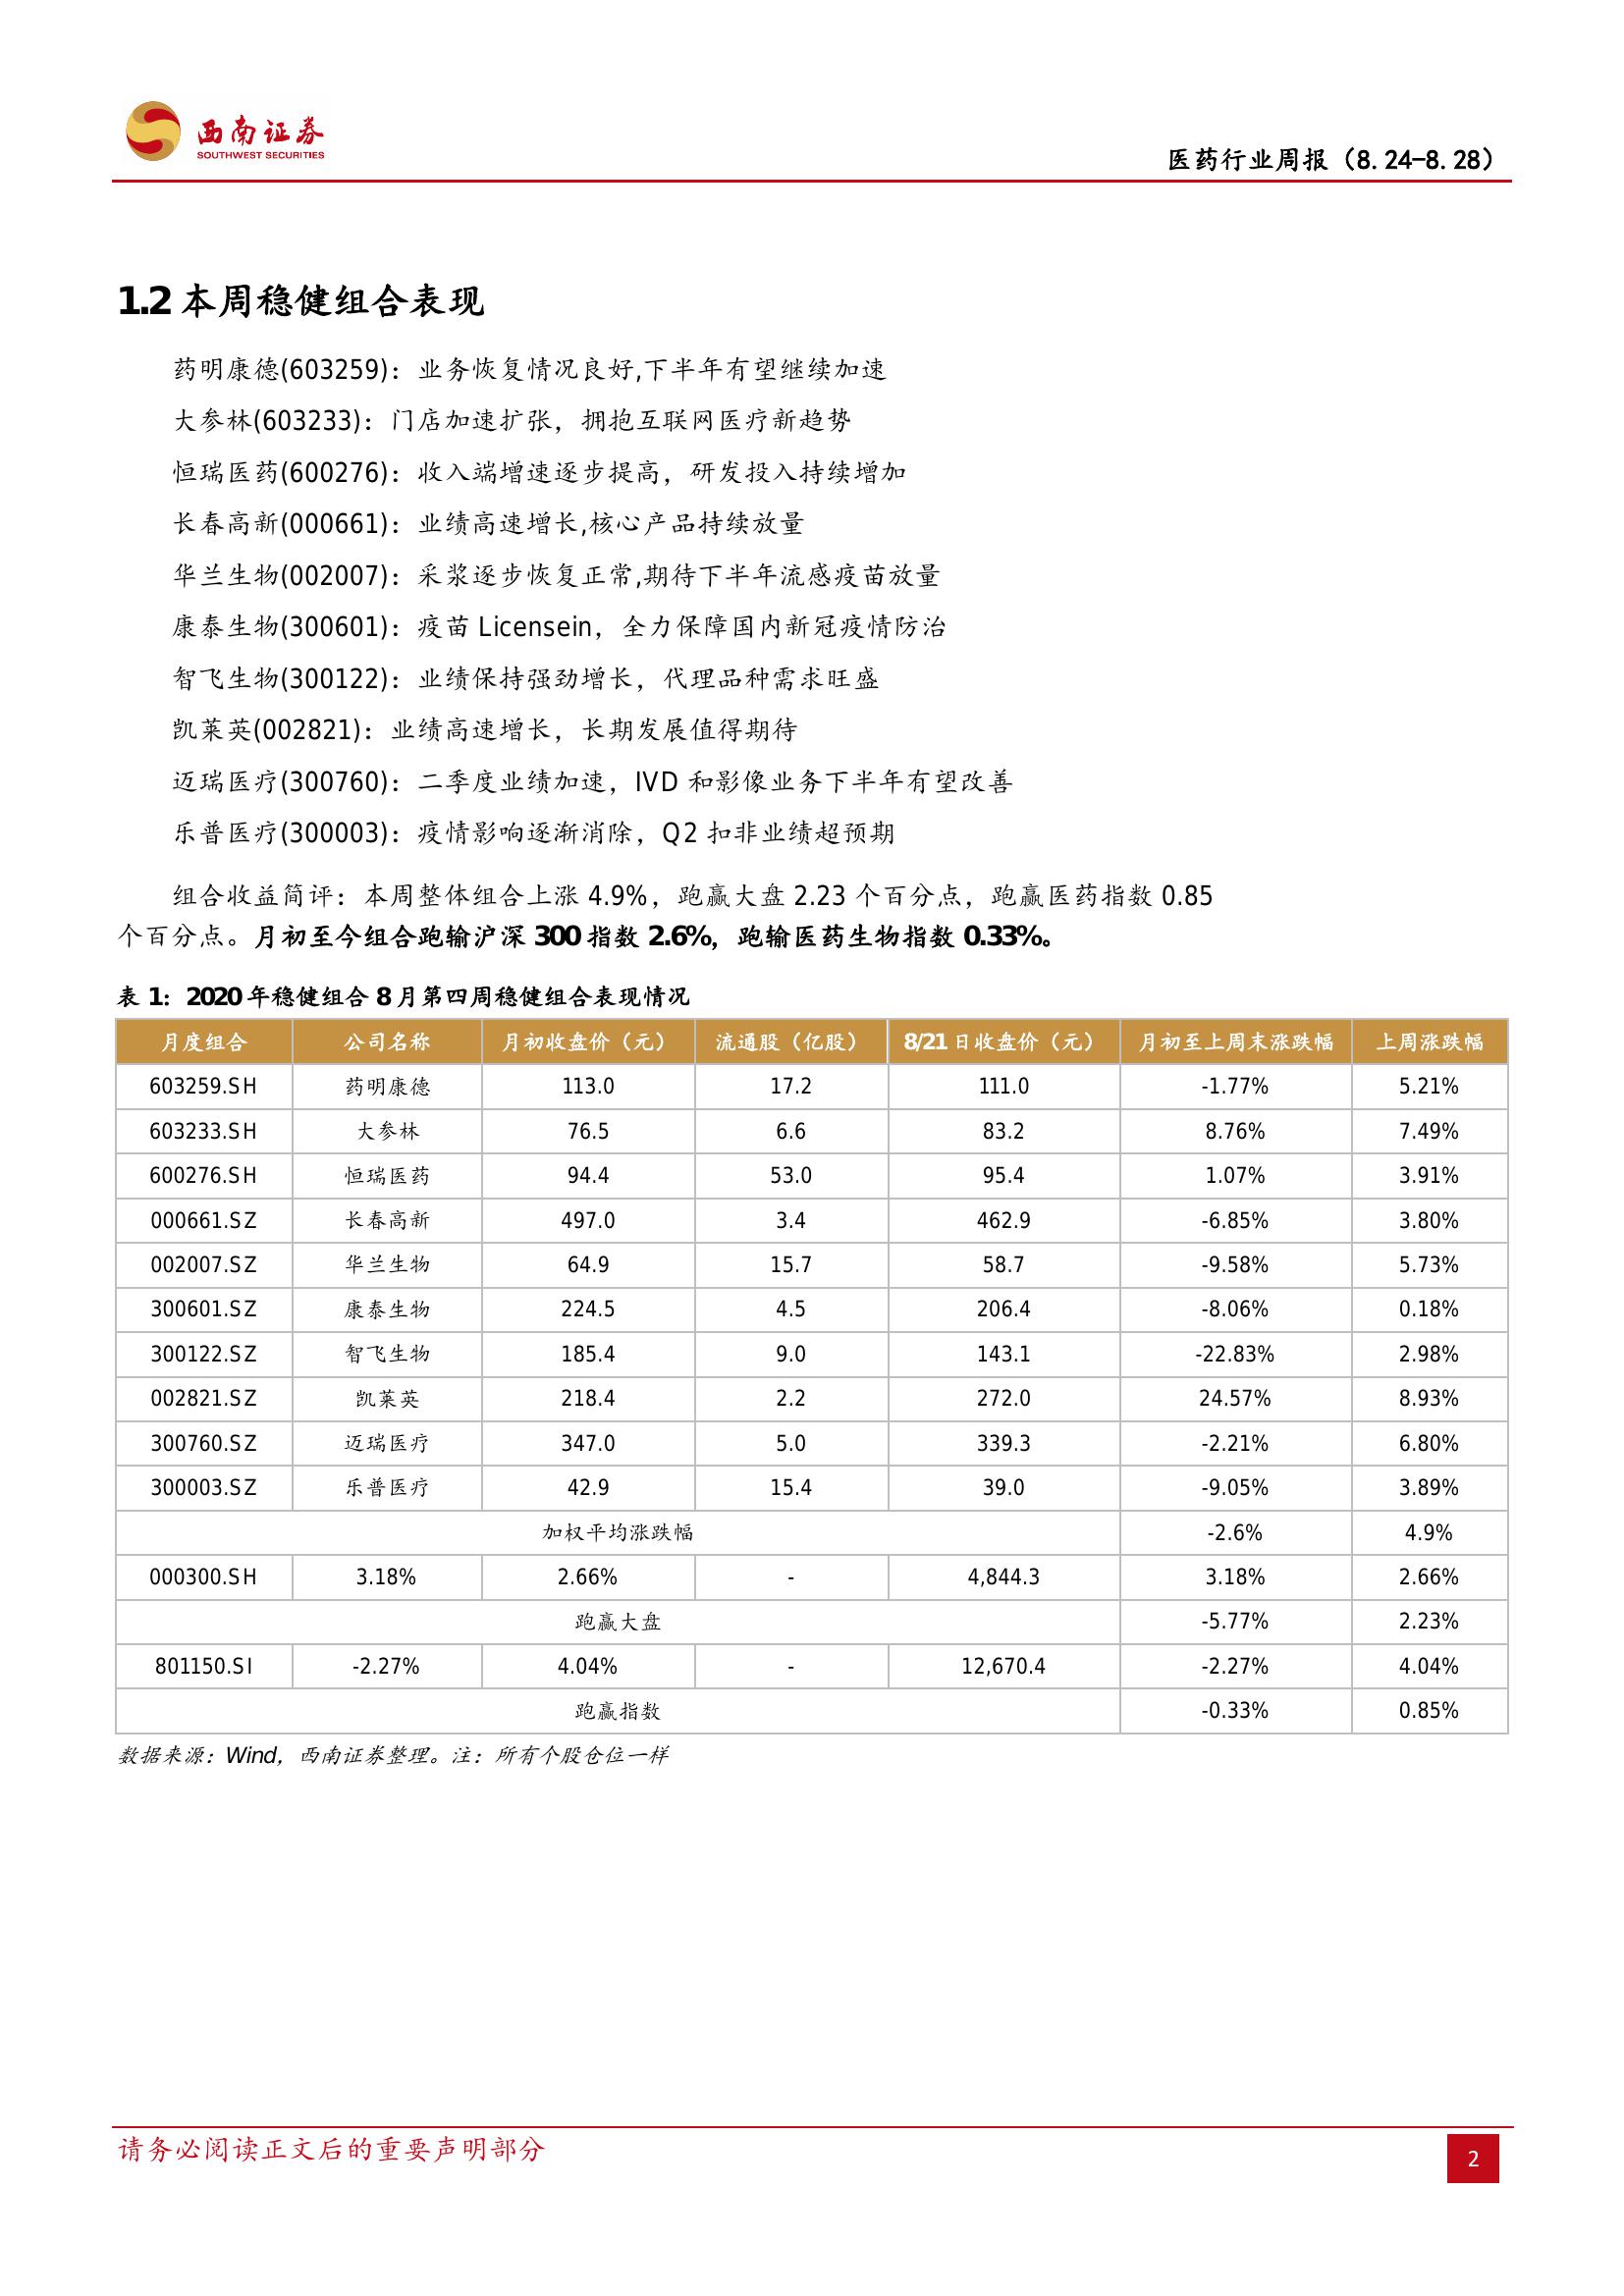 西南证券
SOUTHWEST SECURITIES
医药行业周报（8.24-8.28）
1.2 本周稳健组合表现
药明康德(603259)：业务恢复情况良好,下半年有望继续加速
大参林(603233)：门店加速扩张，拥抱互联网医疗新趋势
恒瑞医药(600276)：收入端增速逐步提高，研发投入持续增加
长春高新(000661)：业绩高速增长,核心产品持续放量
华兰生物(002007)：采浆逐步恢复正常,期待下半年流感疫苗放量
康泰生物(300601)：疫苗 Licensein，全力保障国内新冠疫情防治
智飞生物(300122)：业绩保持强劲增长，代理品种需求旺盛
凯莱英(002821)：业绩高速增长，长期发展值得期待
迈瑞医疗(300760)：二季度业绩加速，IVD 和影像业务下半年有望改善
乐普医疗(300003)：疫情影响逐渐消除，Q2 扣非业绩超预期
组合收益简评：本周整体组合上涨 4.9%，跑赢大盘 2.23 个百分点，跑赢医药指数 0.85
个百分点。月初至今组合跑输沪深 300 指数 2.6%，跑输医药生物指数 0.33%。
表 1：2020 年稳健组合 8 月第四周稳健组合表现情况
月度组合 公司名称 月初收盘价（元） 流通股（亿股） 8/21 日收盘价（元） 月初至上周末涨跌幅 上周涨跌幅
603259.SH 药明康德 113.0 17.2 111.0 -1.77% 5.21%
603233.SH 大参林 76.5 6.6 83.2 8.76% 7.49%
600276.SH 恒瑞医药 94.4 53.0 95.4 1.07% 3.91%
000661.SZ 长春高新 497.0 3.4 462.9 -6.85% 3.80%
002007.SZ 华兰生物 64.9 15.7 58.7 -9.58% 5.73%
300601.SZ 康泰生物 224.5 4.5 206.4 -8.06% 0.18%
300122.SZ 智飞生物 185.4 9.0 143.1 -22.83% 2.98%
002821.SZ 凯莱英 218.4 2.2 272.0 24.57% 8.93%
300760.SZ 迈瑞医疗 347.0 5.0 339.3 -2.21% 6.80%
300003.SZ 乐普医疗 42.9 15.4 39.0 -9.05% 3.89%
加权平均涨跌幅 -2.6% 4.9%
000300.SH 3.18% 2.66% - 4,844.3 3.18% 2.66%
跑赢大盘 -5.77% 2.23%
801150.SI -2.27% 4.04% - 12,670.4 -2.27% 4.04%
跑赢指数 -0.33% 0.85%
数据来源：Wind，西南证券整理。注：所有个股仓位一样
请务必阅读正文后的重要声明部分
2